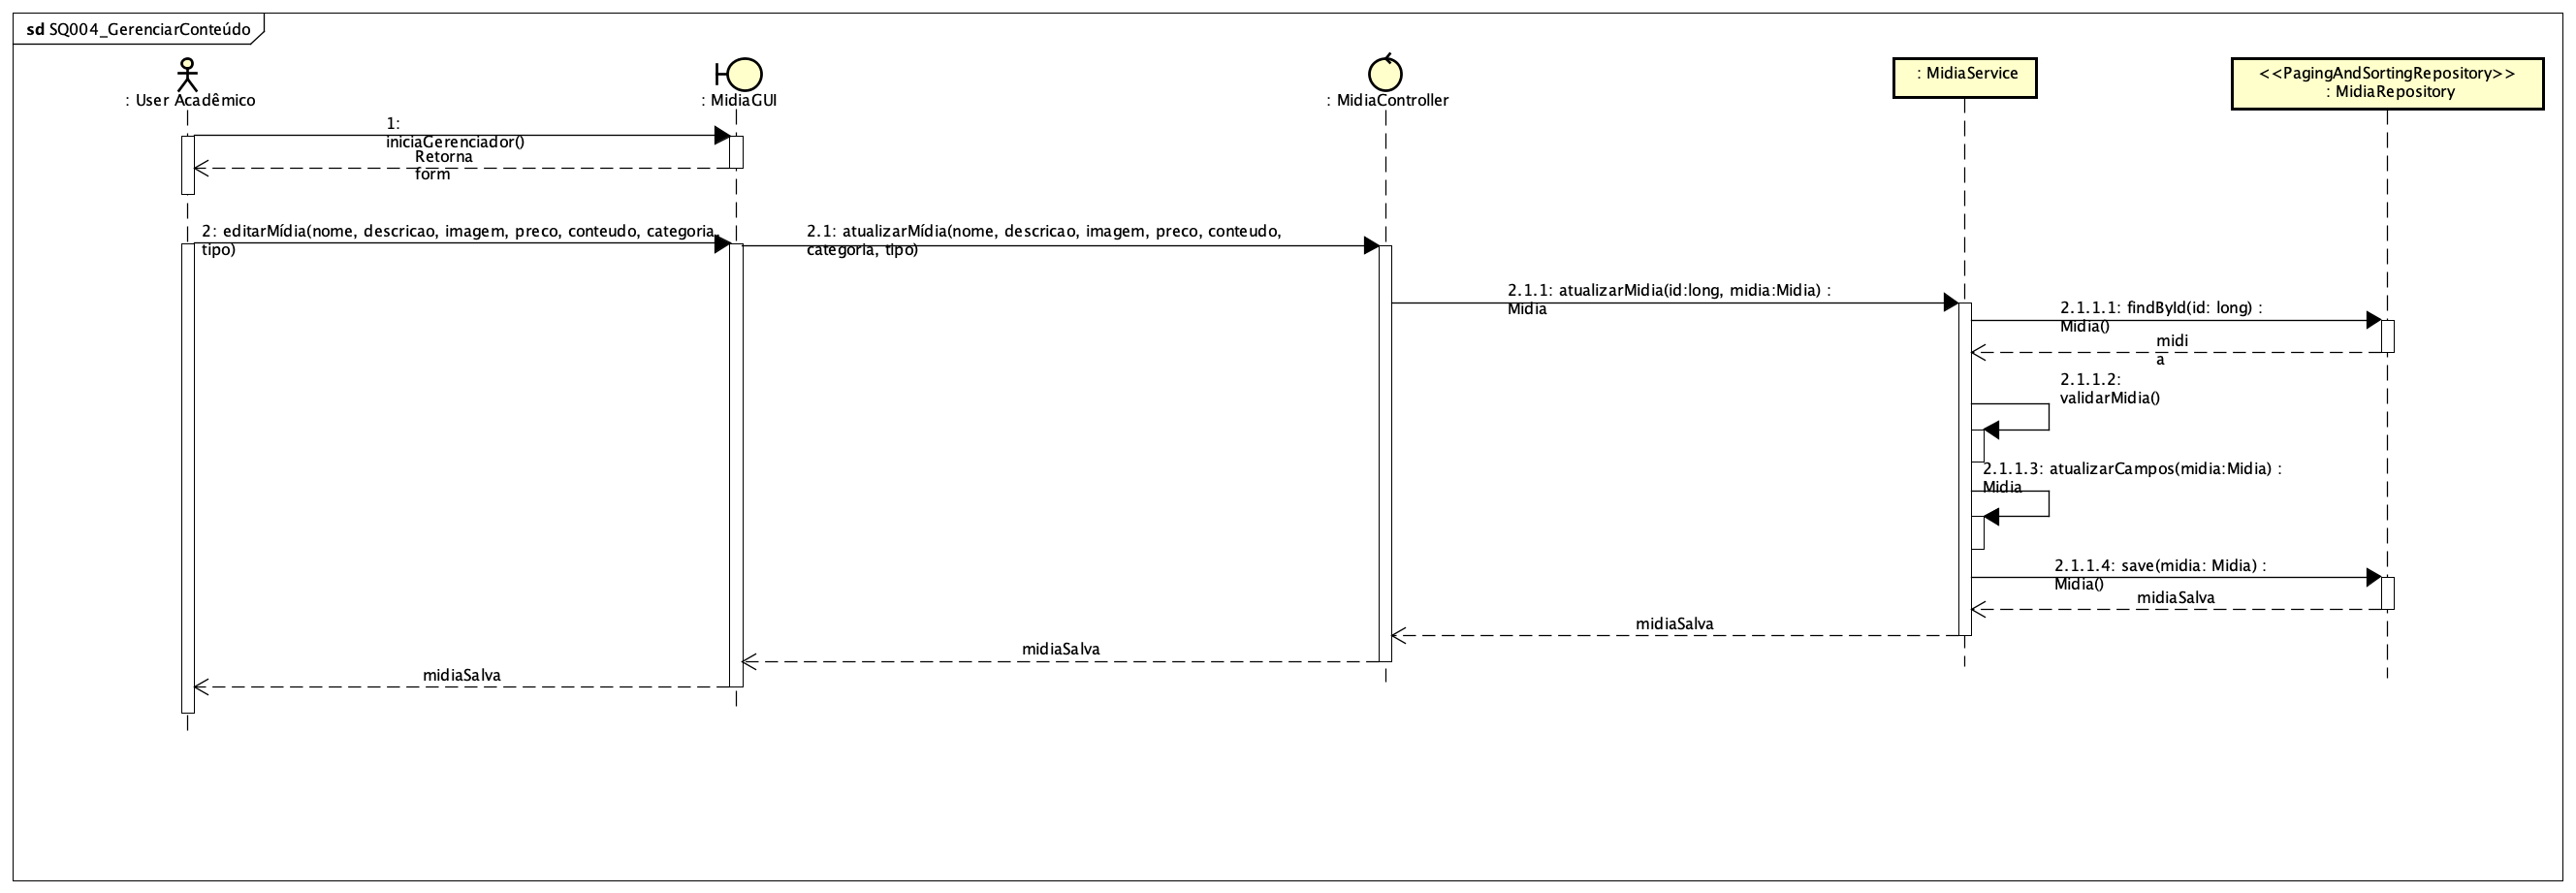 sd SQ004_GerenciarConteúdo
: User Acadêmico
: MidiaGUI
: MidiaController
: MidiaService
<<PagingAndSortingRepository>>
: MidiaRepository
1:
iniciaGerenciador()
Retorna
form
2: editarMídia(nome, descricao, imagem, preco, conteudo, categoria,
tipo)
2.1: atualizarMídia(nome, descricao, imagem, preco, conteudo,
categoria, tipo)
2.1.1: atualizarMidia(id:long, midia:Midia) :
Midia
2.1.1.1: findById(id: long) :
Midia()
midi
a
2.1.1.2:
validarMidia()
2.1.1.3: atualizarCampos(midia:Midia) :
Midia
2.1.1.4: save(midia: Midia) :
Midia()
midiaSalva
midiaSalva
midiaSalva
midiaSalva